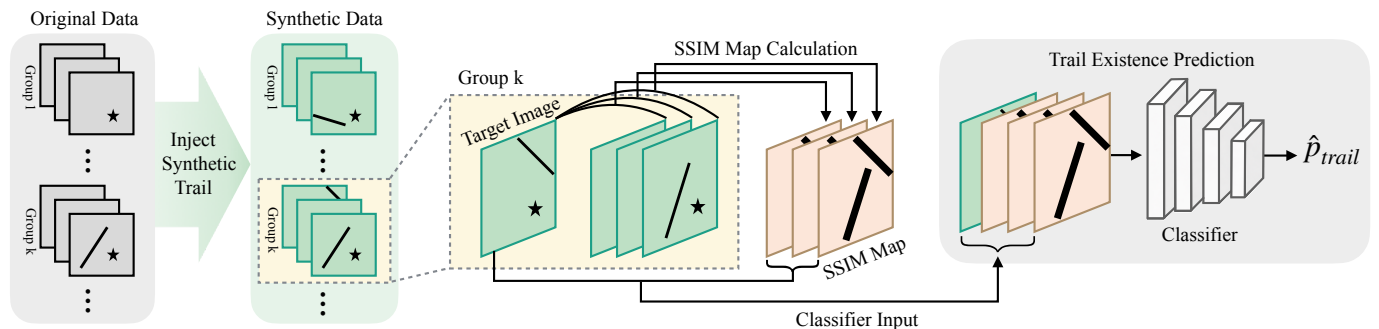 Original Data
Group 1
Group k
Inject
Synthetic
Trail
Synthetic Data
Group 1
Group k
Group k
Target Image
SSIM Map Calculation
SSIM Map
Classifier Input
Trail Existence Prediction
Classifier
p̂trail